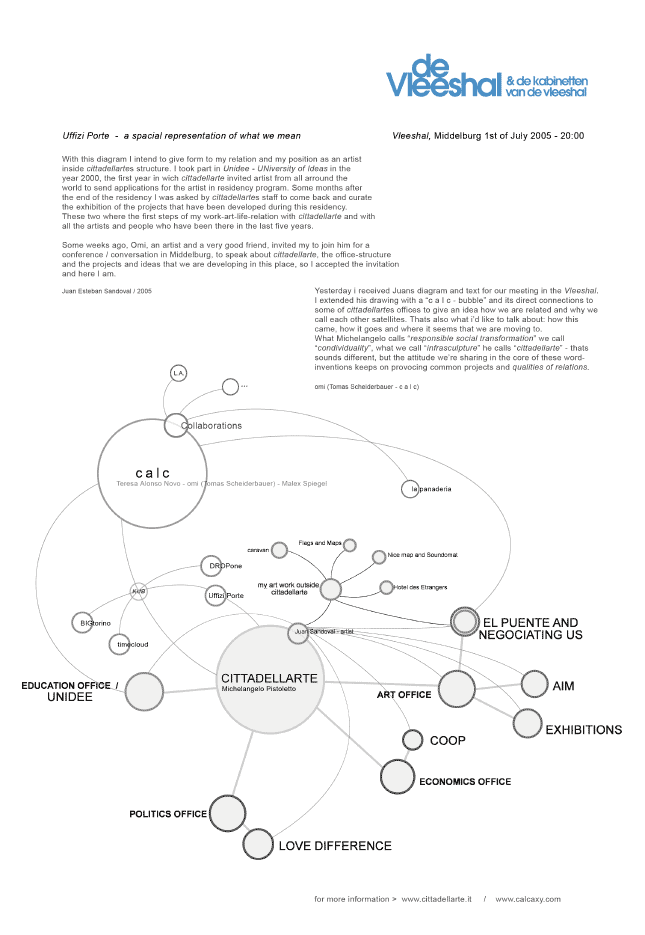 de
Vleeshal & de kabinetten
van de vleeshal
Uffizi Porte - a spacial representation of what we mean
Vleeshal, Middelburg 1st of July 2005 - 20:00
With this diagram I intend to give form to my relation and my position as an artist
inside cittadellartes structure. I took part in Unidee - UNiversity of Ideas in the
year 2000, the first year in wich cittadellarte invited artist from all arround the
world to send applications for the artist in residency program. Some months after
the end of the residency I was asked by cittadellartes staff to come back and curate
the exhibition of the projects that have been developed during this residency.
These two where the first steps of my work-art-life-relation with cittadellarte and with
all the artists and people who have been there in the last five years.
Some weeks ago, Omi, an artist and a very good friend, invited my to join him for a
conference / conversation in Middelburg, to speak about cittadellarte, the office-structure
and the projects and ideas that we are developing in this place, so I accepted the invitation
and here I am.
Juan Esteban Sandoval / 2005
Yesterday i received Juans diagram and text for our meeting in the Vleeshal.
I extended his drawing with a "c a l c - bubble" and its direct connections to
some of cittadellartes offices to give an idea how we are related and why we
call each other satellites. Thats also what i'd like to talk about: how this
came, how it goes and where it seems that we are moving to.
What Michelangelo calls "responsible social transformation" we call
"condividuality", what we call "infrasculpture" he calls "cittadellarte" - thats
sounds different, but the attitude we're sharing in the core of these word-
inventions keeps on provocing common projects and qualities of relations.
omi (Tomas Scheiderbauer - c a l c)
L.A.
...
Collaborations
calc
Teresa Alonso Novo - omi (Tomas Scheiderbauer) - Malex Spiegel
la panaderia
caravan
Flags and Maps
Nice map and Soundomat
DROPone
my art work outside
cittadellarte
Hotel des Etrangers
Uffizi Porte
BIGtorino
timecloud
Juan Sandoval - artist
EL PUENTE AND
NEGOCIATING US
CITTADELLARTE
Michelangelo Pistoletto
EDUCATION OFFICE /
UNIDEE
ART OFFICE
AIM
EXHIBITIONS
COOP
ECONOMICS OFFICE
POLITICS OFFICE
LOVE DIFFERENCE
for more information > www.cittadellarte.it / www.calcaxy.com